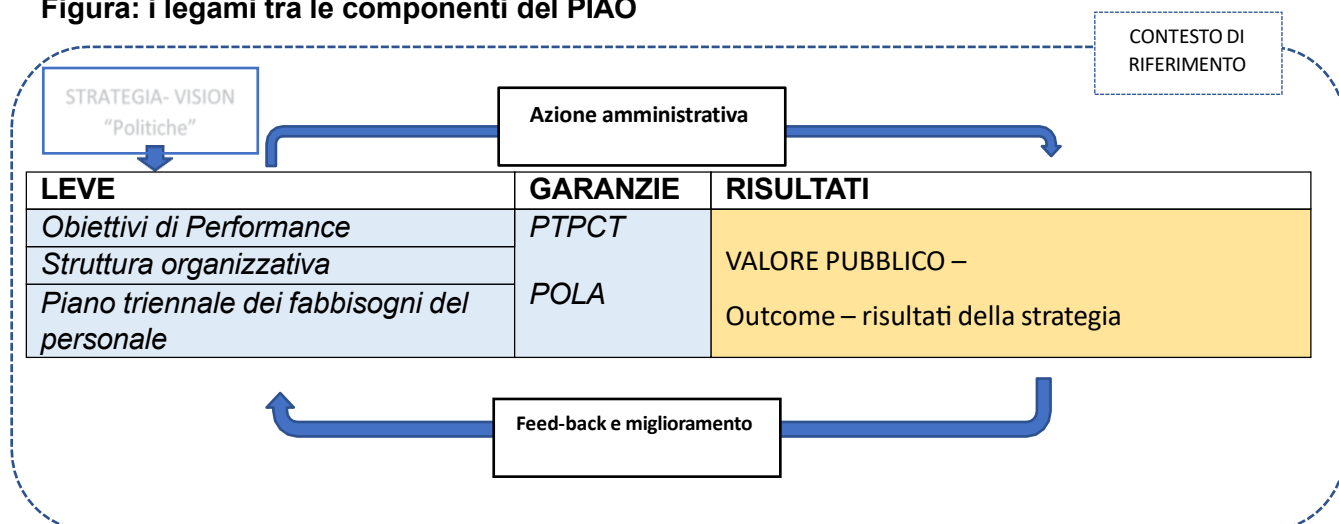 Figura: i legami tra le componenti del PIAO
CONTESTO DI
RIFERIMENTO
STRATEGIA- VISION
“Politiche”
Azione amministrativa
LEVE GARANZIE RISULTATI
Obiettivi di Performance PTPCT
Struttura organizzativa
VALORE PUBBLICO –
Piano triennale dei fabbisogni del POLA
personale
Outcome – risultati della strategia
Feed-back e miglioramento